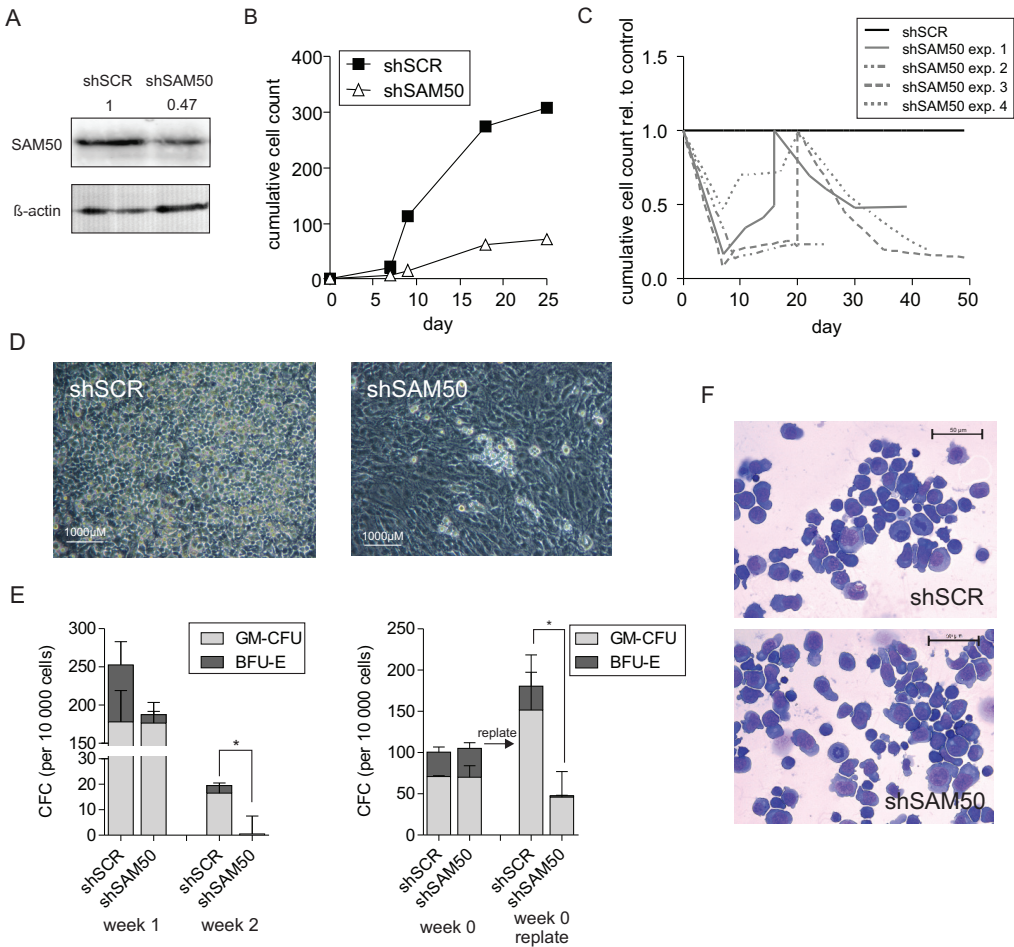 A
shSCR shSAM50
1 0.47
SAM50
ß-actin
B
cumulative cell count
400
300
200
100
0
shSCR
shSAM50
0 5 10 15 20 25
day
C
cumulative cell count rel. to control
1.5
1.0
0.5
0.0
shSCR
shSAM50 exp. 1
shSAM50 exp. 2
shSAM50 exp. 3
shSAM50 exp. 4
0 10 20 30 40 50
day
D
shSCR
1000µM
shSAM50
1000µM
E
CFC (per 10 000 cells)
300
250
200
150
100
30
20
10
0
GM-CFU
BFU-E
*
shSCR
shSAM50
shSCR
shSAM50
week 1 week 2
CFC (per 10 000 cells)
250
200
150
100
50
0
GM-CFU
BFU-E
*
replate
shSCR
shSAM50
shSCR
shSAM50
week 0
week 0
replate
F
50 µm
shSCR
shSAM50